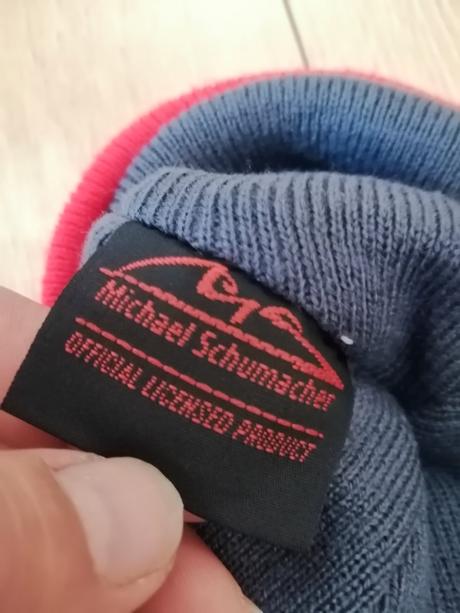 Michael Schumacher
OFFICIAL LICENSED PRODUCT